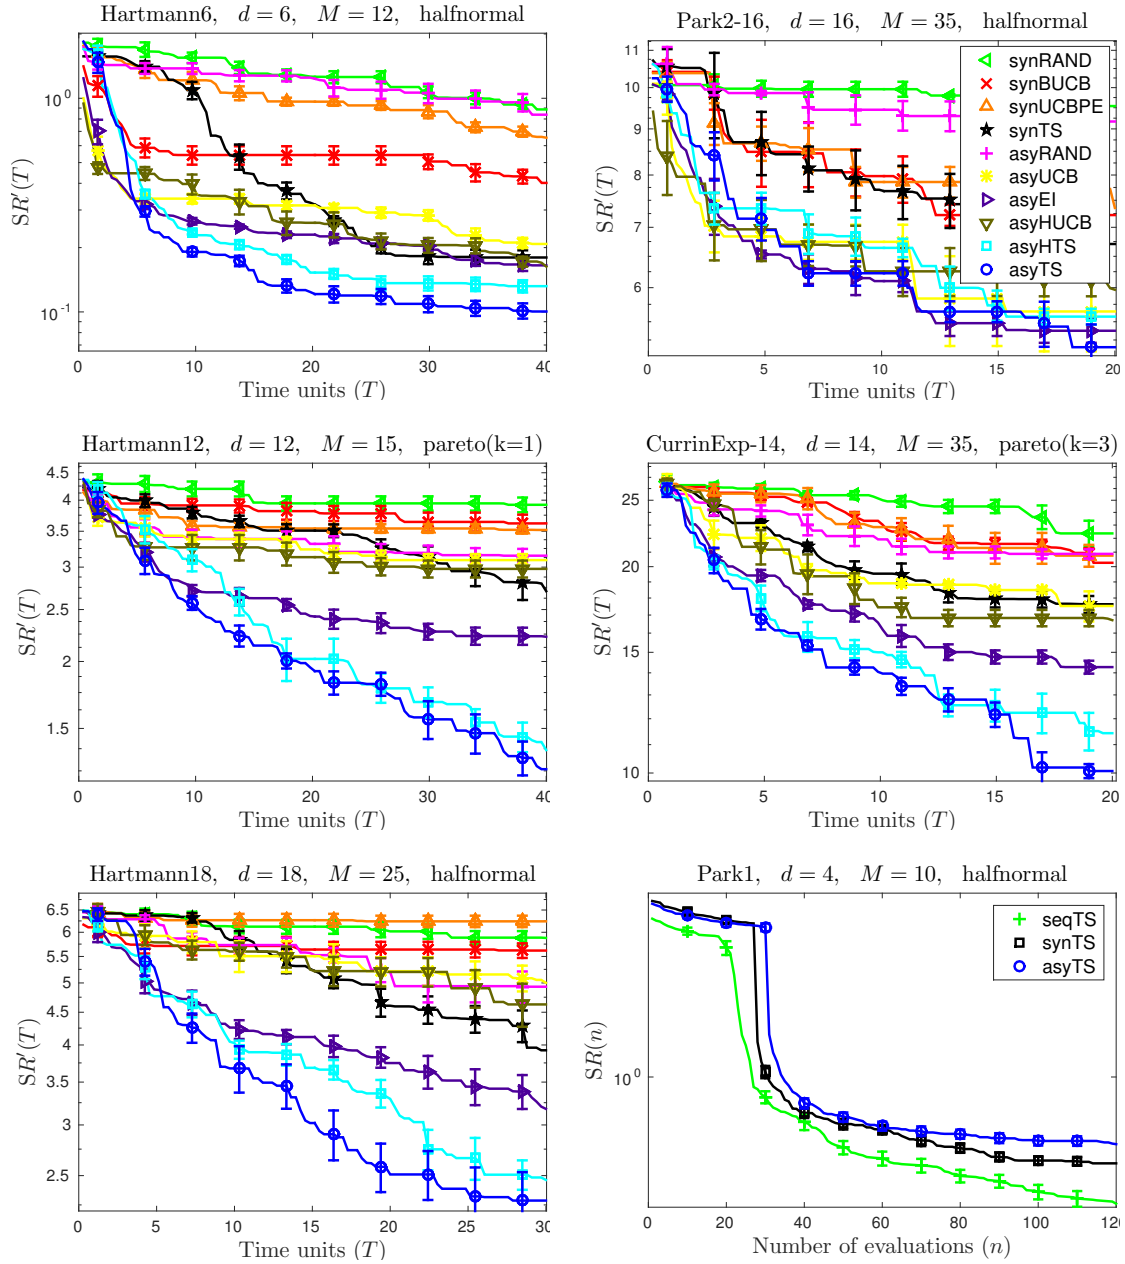 Hartmann6, d = 6, M = 12, halfnormal
SR′(T)
10^0
10^-1
0 10 20 30 40
Time units (T)
Park2-16, d = 16, M = 35, halfnormal
SR′(T)
11
10
9
8
7
6
synRAND
synBUCB
synUCBPE
synTS
asyRAND
asyUCB
asyEI
asyHUCB
asyHTS
asyTS
0 5 10 15 20
Time units (T)
Hartmann12, d = 12, M = 15, pareto(k=1)
SR′(T)
4.5
4
3.5
3
2.5
2
1.5
0 10 20 30 40
Time units (T)
CurrinExp-14, d = 14, M = 35, pareto(k=3)
SR′(T)
25
20
15
10
0 5 10 15 20
Time units (T)
Hartmann18, d = 18, M = 25, halfnormal
SR′(T)
6.5
6
5.5
5
4.5
4
3.5
3
2.5
0 5 10 15 20 25 30
Time units (T)
Park1, d = 4, M = 10, halfnormal
SR(n)
10^0
seqTS
synTS
asyTS
0 20 40 60 80 100 120
Number of evaluations (n)